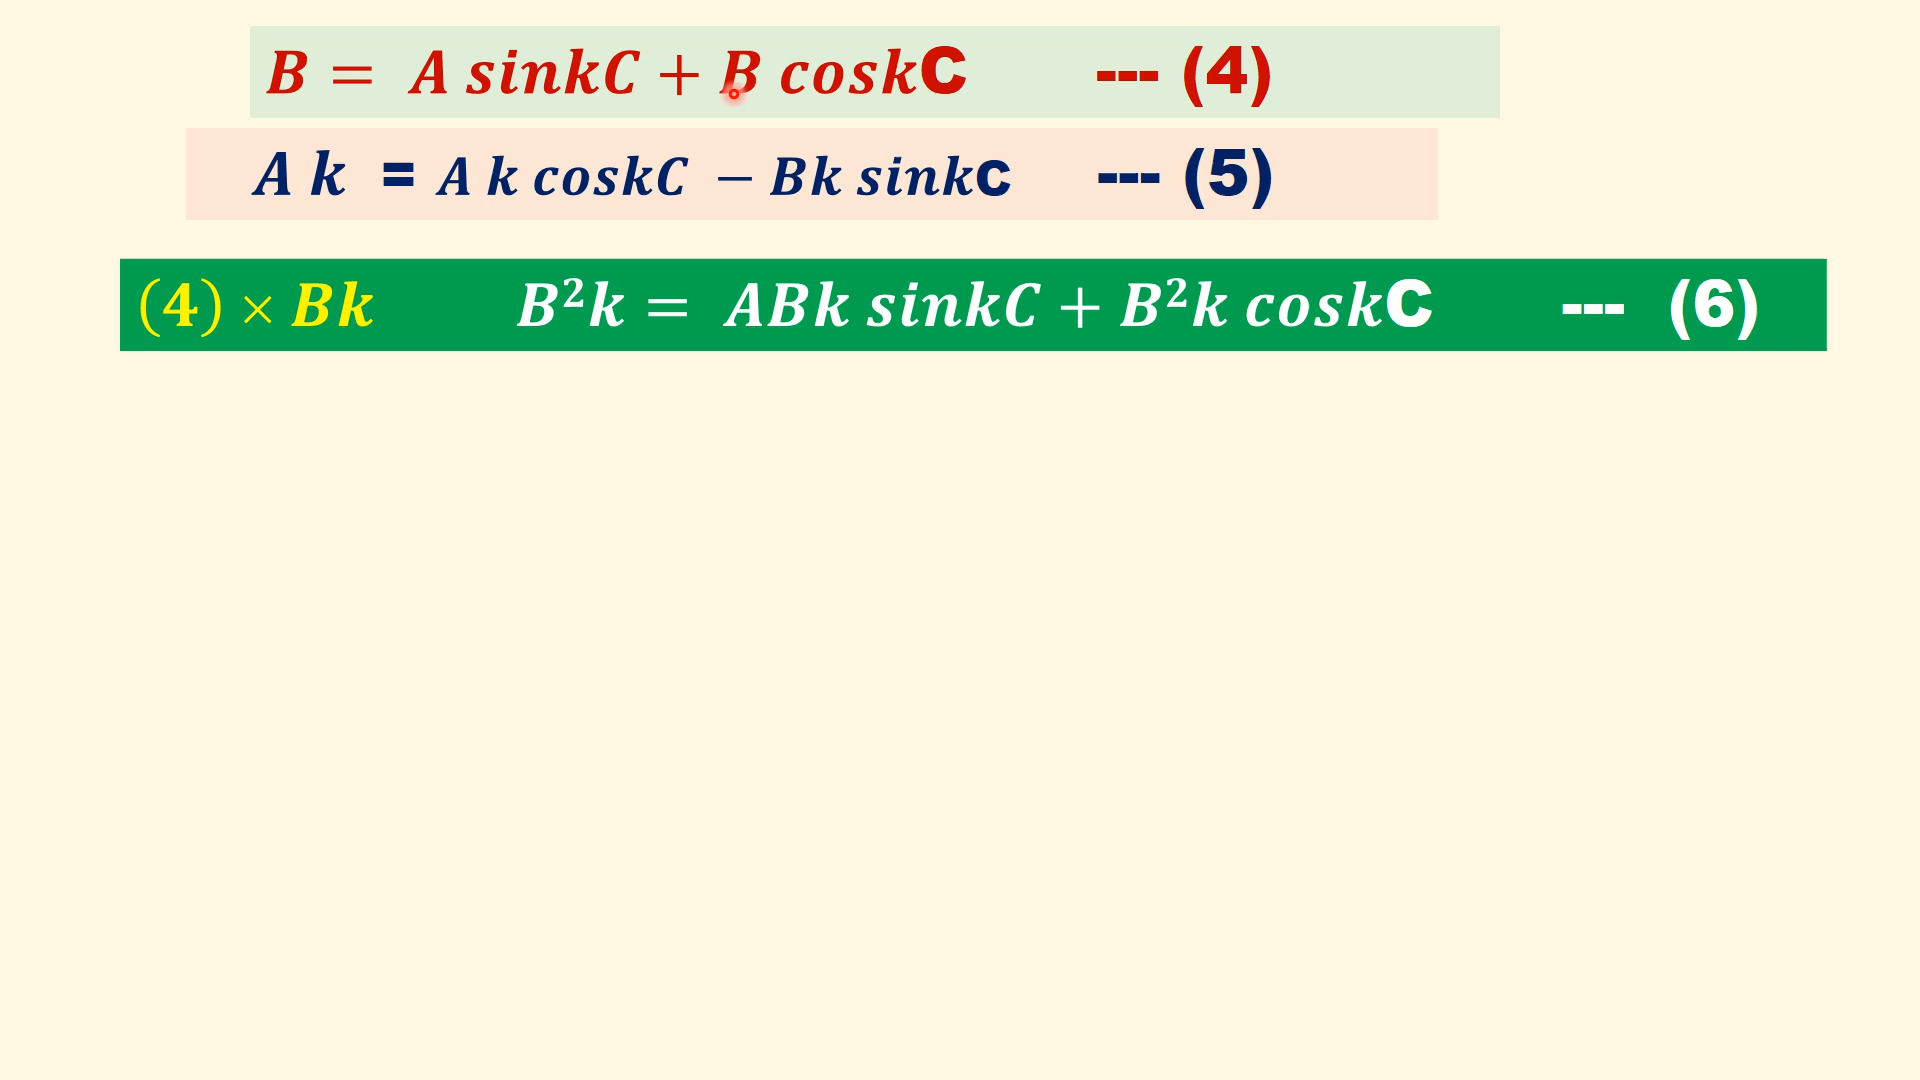 B = A sinkC + B coskC --- (4)
A k = A k coskC − Bk sinkC --- (5)
(4) × Bk B²k = ABk sinkC + B²k coskC --- (6)